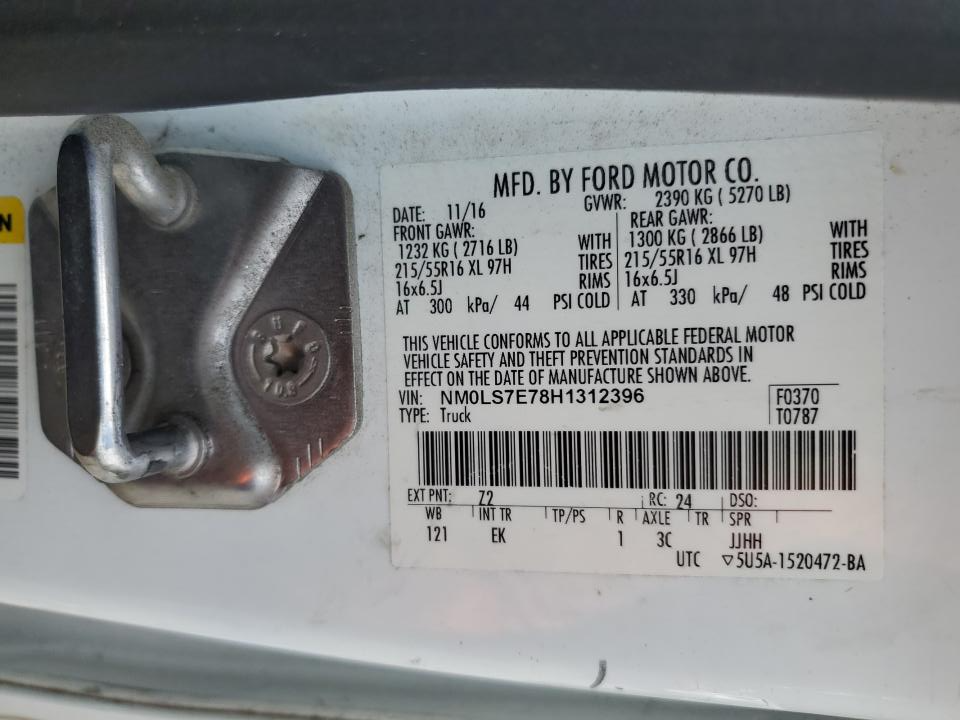 MFD. BY FORD MOTOR CO.
DATE: 11/16 GVWR: 2390 KG ( 5270 LB)
FRONT GAWR: REAR GAWR:
1232 KG ( 2716 LB) WITH 1300 KG ( 2866 LB) WITH
215/55R16 XL 97H TIRES 215/55R16 XL 97H TIRES
16x6.5J RIMS 16x6.5J RIMS
AT 300 kPa/ 44 PSI COLD AT 330 kPa/ 48 PSI COLD
THIS VEHICLE CONFORMS TO ALL APPLICABLE FEDERAL MOTOR
VEHICLE SAFETY AND THEFT PREVENTION STANDARDS IN
EFFECT ON THE DATE OF MANUFACTURE SHOWN ABOVE.
VIN: NM0LS7E78H1312396 F0370
TYPE: Truck T0787
EXT PNT: Z2 RC: 24 DSO:
WB INT TR TP/PS R AXLE TR SPR
121 EK 1 3C JJHH
UTC ▽5U5A-1520472-BA